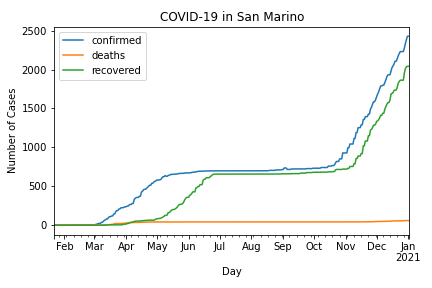 COVID-19 in San Marino
confirmed
deaths
recovered
Number of Cases
2500
2000
1500
1000
500
0
Feb Mar Apr May Jun Jul Aug Sep Oct Nov Dec Jan
2021
Day